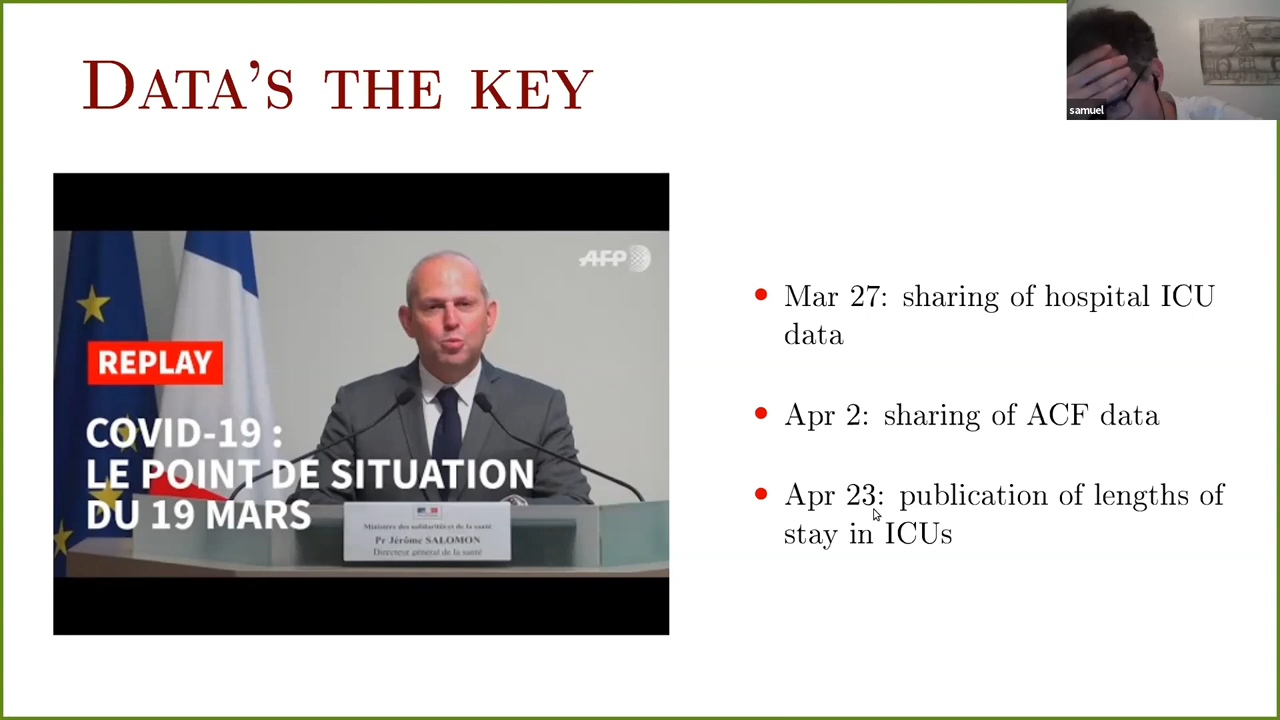 DATA'S THE KEY
samuel
AFP
REPLAY
COVID-19 :
LE POINT DE SITUATION
DU 19 MARS
Ministère des solidarités et de la santé
Pr Jérôme SALOMON
Directeur général de la santé
• Mar 27: sharing of hospital ICU
data
• Apr 2: sharing of ACF data
• Apr 23: publication of lengths of
stay in ICUs